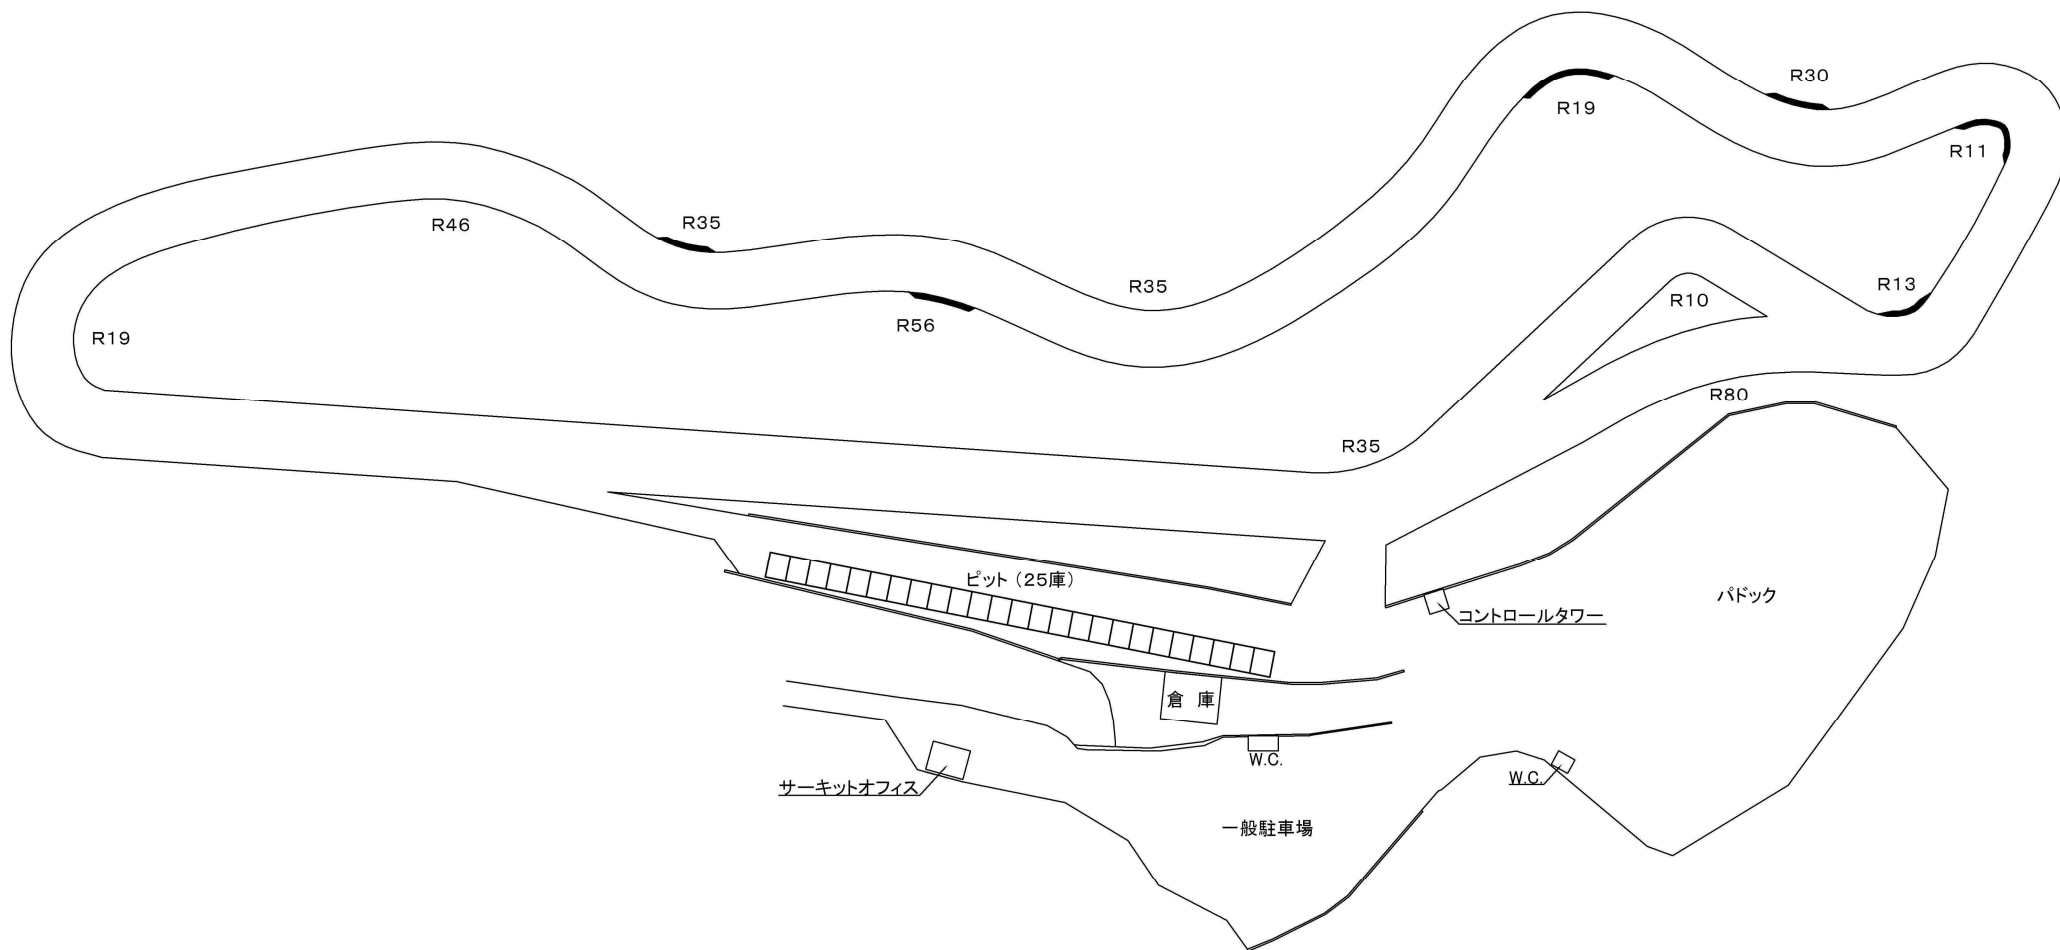 R30
R19
R11
R35
R46
R35
R13
R10
R56
R19
R80
R35
ピット（25庫）
パドック
コントロールタワー
倉　庫
W.C.
W.C.
サーキットオフィス
一般駐車場